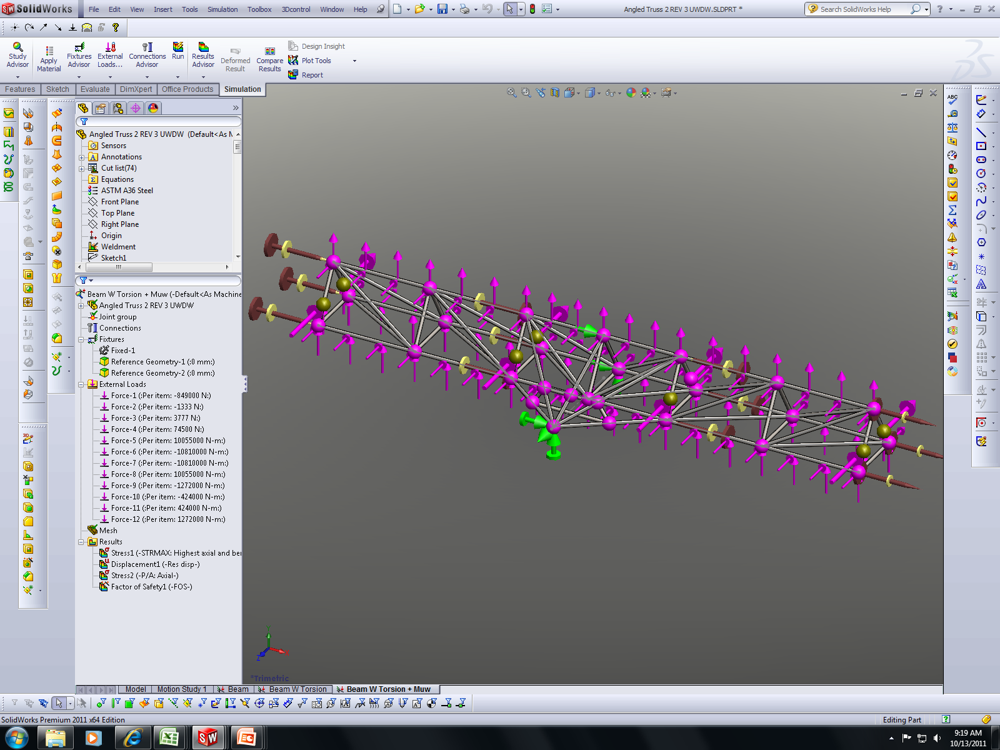 SolidWorks
File Edit View Insert Tools Simulation Toolbox 3Dcontrol Window Help
Angled Truss 2 REV 3 UWDW.SLDPRT *
Search SolidWorks Help
Study Advisor
Apply Material
Fixtures Advisor
External Loads...
Connections Advisor
Run
Results Advisor
Deformed Result
Compare Results
Design Insight
Plot Tools
Report
Features Sketch Evaluate DimXpert Office Products Simulation
Angled Truss 2 REV 3 UWDW (Default<As M
Sensors
Annotations
Cut list(74)
Equations
ASTM A36 Steel
Front Plane
Top Plane
Right Plane
Origin
Weldment
Sketch1
Beam W Torsion + Muw (-Default<As Machine
Angled Truss 2 REV 3 UWDW
Joint group
Connections
Fixtures
Fixed-1
Reference Geometry-1 (:0 mm:)
Reference Geometry-2 (:0 mm:)
External Loads
Force-1 (:Per item: -849000 N:)
Force-2 (:Per item: -1333 N:)
Force-3 (:Per item: 3777 N:)
Force-4 (:Per item: 74500 N:)
Force-5 (:Per item: 10055000 N-m:)
Force-6 (:Per item: -10810000 N-m:)
Force-7 (:Per item: -10810000 N-m:)
Force-8 (:Per item: 10055000 N-m:)
Force-9 (:Per item: -1272000 N-m:)
Force-10 (:Per item: -424000 N-m:)
Force-11 (:Per item: 424000 N-m:)
Force-12 (:Per item: 1272000 N-m:)
Mesh
Results
Stress1 (-STRMAX: Highest axial and ber
Displacement1 (-Res disp-)
Stress2 (-P/A: Axial-)
Factor of Safety1 (-FOS-)
ABC
3D
Y
Z
*Trimetric
Model Motion Study 1 Beam Beam W Torsion Beam W Torsion + Muw
SolidWorks Premium 2011 x64 Edition
Editing Part
9:19 AM
10/13/2011